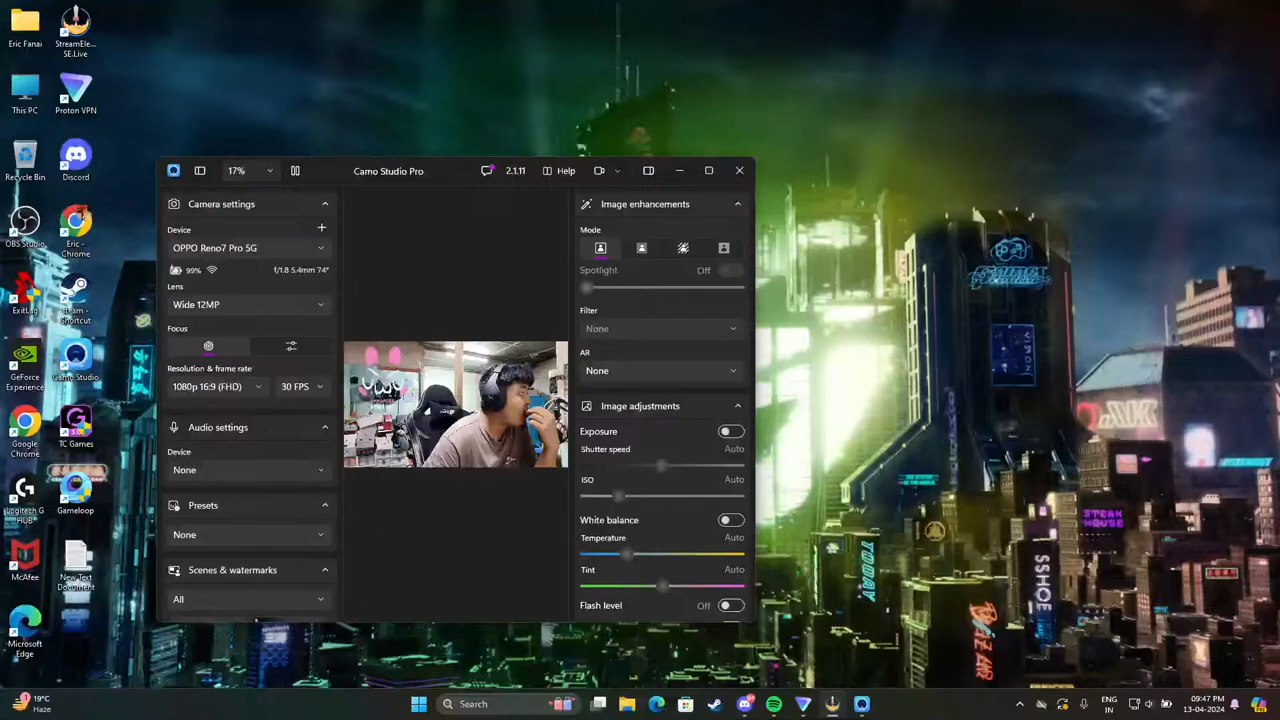 Eric Fanai
StreamEle...
SE.Live
This PC
Proton VPN
Recycle Bin
Discord
OBS Studio
Eric -
Chrome
ExitLag
Steam -
Shortcut
GeForce
Experience
Camo Studio
Google
Chrome
TC Games
Logitech G
HUB
Gameloop
McAfee
New Text
Document
Microsoft
Edge
17%
Camo Studio Pro
2.1.11
Help
Camera settings
Device
OPPO Reno7 Pro 5G
99%
f/1.8 5.4mm 74°
Lens
Wide 12MP
Focus
Resolution & frame rate
1080p 16:9 (FHD)
30 FPS
Audio settings
Device
None
Presets
None
Scenes & watermarks
All
Image enhancements
Mode
Spotlight
Off
Filter
None
AR
None
Image adjustments
Exposure
Shutter speed
Auto
ISO
Auto
White balance
Temperature
Auto
Tint
Auto
Flash level
Off
STEAK
HOUSE
TODAY
SSHOE
19°C
Haze
Search
ENG
IN
09:47 PM
13-04-2024